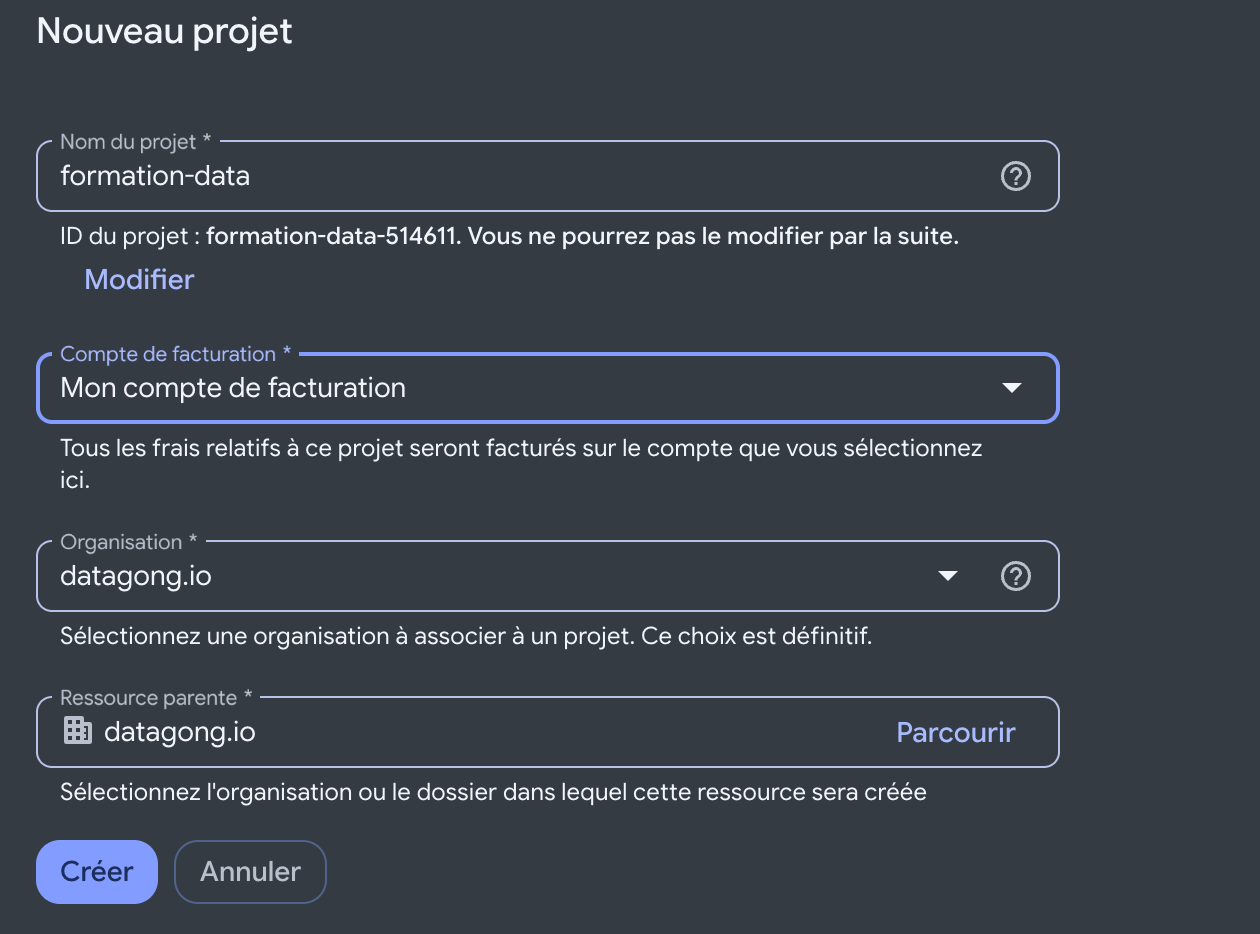 Nouveau projet
Nom du projet *
formation-data
ID du projet : formation-data-514611. Vous ne pourrez pas le modifier par la suite.
Modifier
Compte de facturation *
Mon compte de facturation
Tous les frais relatifs à ce projet seront facturés sur le compte que vous sélectionnez
ici.
Organisation *
datagong.io
Sélectionnez une organisation à associer à un projet. Ce choix est définitif.
Ressource parente *
datagong.io Parcourir
Sélectionnez l'organisation ou le dossier dans lequel cette ressource sera créée
Créer Annuler